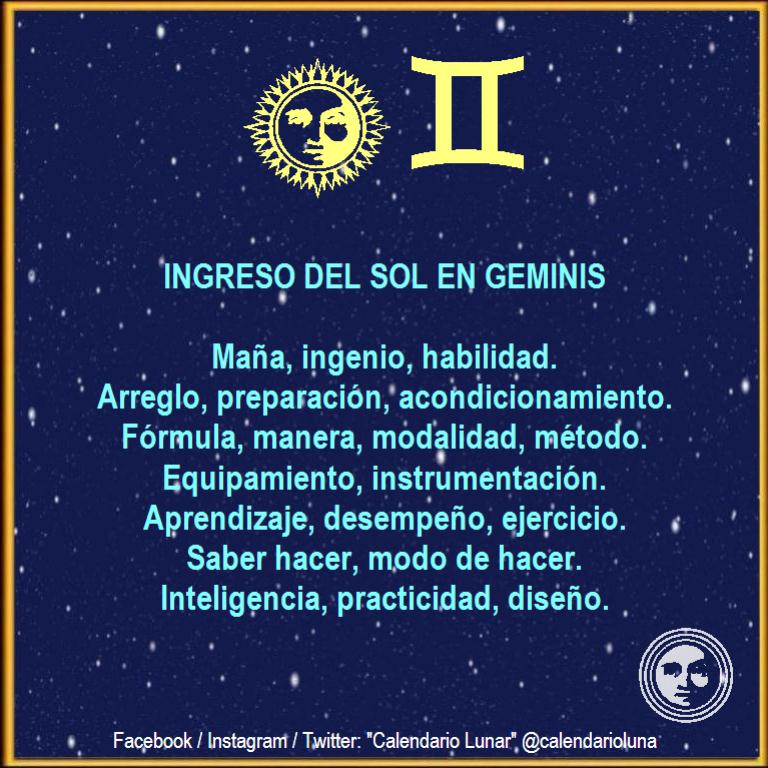 INGRESO DEL SOL EN GEMINIS
Maña, ingenio, habilidad.
Arreglo, preparación, acondicionamiento.
Fórmula, manera, modalidad, método.
Equipamiento, instrumentación.
Aprendizaje, desempeño, ejercicio.
Saber hacer, modo de hacer.
Inteligencia, practicidad, diseño.
Facebook / Instagram / Twitter: "Calendario Lunar" @calendarioluna